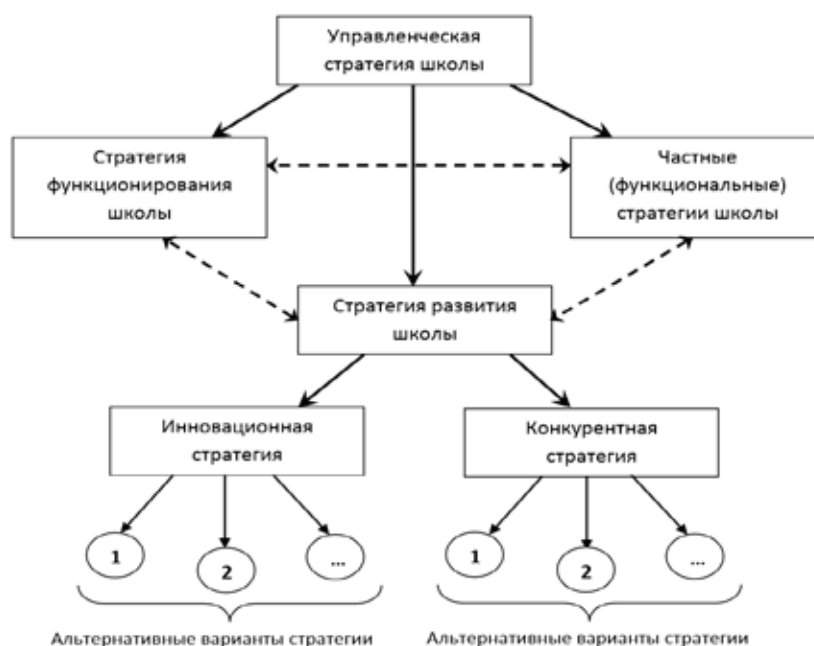 Управленческая
стратегия школы
Стратегия
функционирования
школы
Частные
(функциональные)
стратегии школы
Стратегия развития
школы
Инновационная
стратегия
Конкурентная
стратегия
1
2
...
1
2
...
Альтернативные варианты стратегии
Альтернативные варианты стратегии